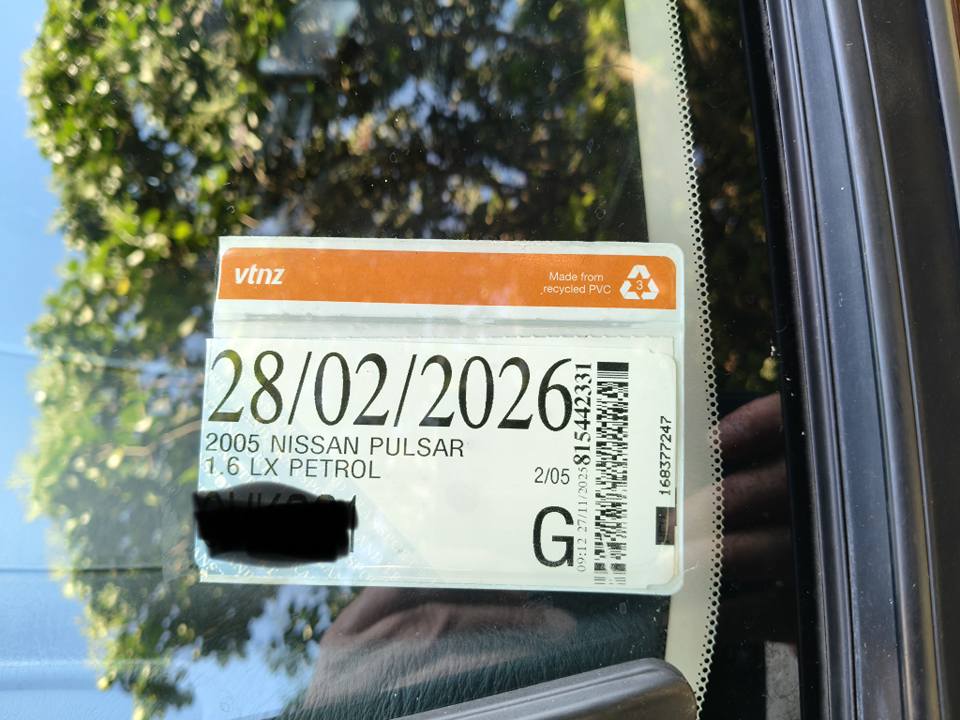 vtnz
Made from
recycled PVC
3
28/02/2026
2005 NISSAN PULSAR
1.6 LX PETROL
2/05
G
09:12 27/11/2025
815442331
168377247